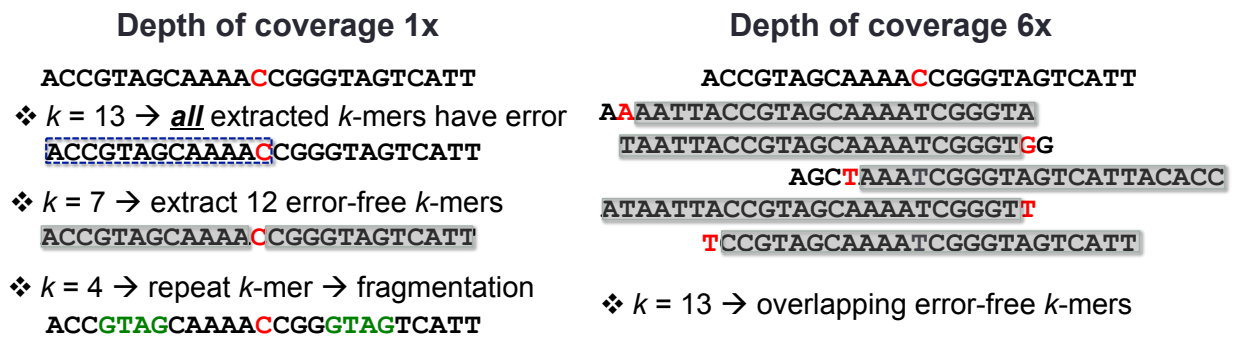 Depth of coverage 1x
ACCGTAGCAAAACCGGGTAGTCATT
❖ k = 13 → all extracted k-mers have error
ACCGTAGCAAAACCGGGTAGTCATT
❖ k = 7 → extract 12 error-free k-mers
ACCGTAGCAAAACCGGGTAGTCATT
❖ k = 4 → repeat k-mer → fragmentation
ACCGTAGCAAAACCGGGTAGTCATT
Depth of coverage 6x
ACCGTAGCAAAACCGGGTAGTCATT
AAAATTACCGTAGCAAAATCGGGTA
TAATTACCGTAGCAAAATCGGGTGG
AGCTAAATCGGGTAGTCATTACACC
ATAATTACCGTAGCAAAATCGGGTT
TCCGTAGCAAAATCGGGTAGTCATT
❖ k = 13 → overlapping error-free k-mers